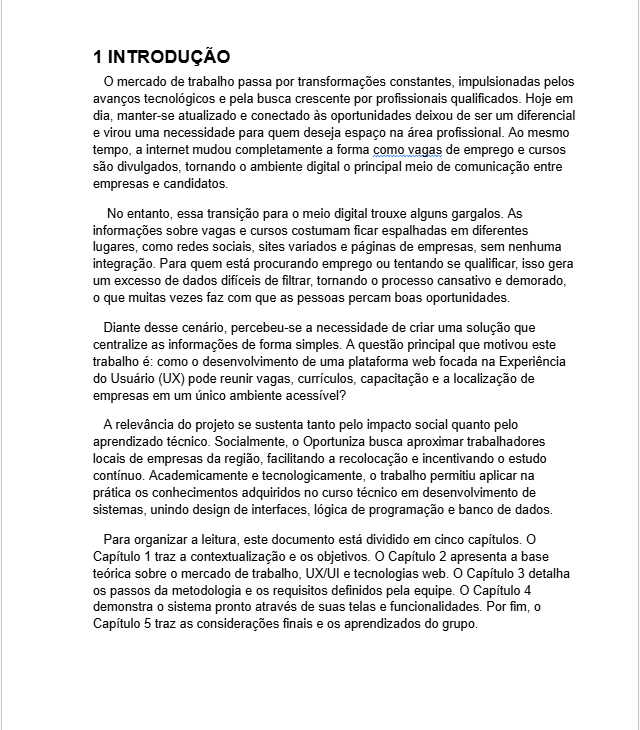 1 INTRODUÇÃO
O mercado de trabalho passa por transformações constantes, impulsionadas pelos
avanços tecnológicos e pela busca crescente por profissionais qualificados. Hoje em
dia, manter-se atualizado e conectado às oportunidades deixou de ser um diferencial
e virou uma necessidade para quem deseja espaço na área profissional. Ao mesmo
tempo, a internet mudou completamente a forma como vagas de emprego e cursos
são divulgados, tornando o ambiente digital o principal meio de comunicação entre
empresas e candidatos.
No entanto, essa transição para o meio digital trouxe alguns gargalos. As
informações sobre vagas e cursos costumam ficar espalhadas em diferentes
lugares, como redes sociais, sites variados e páginas de empresas, sem nenhuma
integração. Para quem está procurando emprego ou tentando se qualificar, isso gera
um excesso de dados difíceis de filtrar, tornando o processo cansativo e demorado,
o que muitas vezes faz com que as pessoas percam boas oportunidades.
Diante desse cenário, percebeu-se a necessidade de criar uma solução que
centralize as informações de forma simples. A questão principal que motivou este
trabalho é: como o desenvolvimento de uma plataforma web focada na Experiência
do Usuário (UX) pode reunir vagas, currículos, capacitação e a localização de
empresas em um único ambiente acessível?
A relevância do projeto se sustenta tanto pelo impacto social quanto pelo
aprendizado técnico. Socialmente, o Oportuniza busca aproximar trabalhadores
locais de empresas da região, facilitando a recolocação e incentivando o estudo
contínuo. Academicamente e tecnologicamente, o trabalho permitiu aplicar na
prática os conhecimentos adquiridos no curso técnico em desenvolvimento de
sistemas, unindo design de interfaces, lógica de programação e banco de dados.
Para organizar a leitura, este documento está dividido em cinco capítulos. O
Capítulo 1 traz a contextualização e os objetivos. O Capítulo 2 apresenta a base
teórica sobre o mercado de trabalho, UX/UI e tecnologias web. O Capítulo 3 detalha
os passos da metodologia e os requisitos definidos pela equipe. O Capítulo 4
demonstra o sistema pronto através de suas telas e funcionalidades. Por fim, o
Capítulo 5 traz as considerações finais e os aprendizados do grupo.